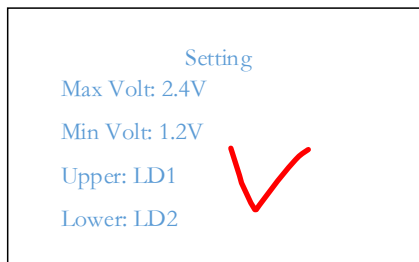 Setting
Max Volt: 2.4V
Min Volt: 1.2V
Upper: LD1
Lower: LD2